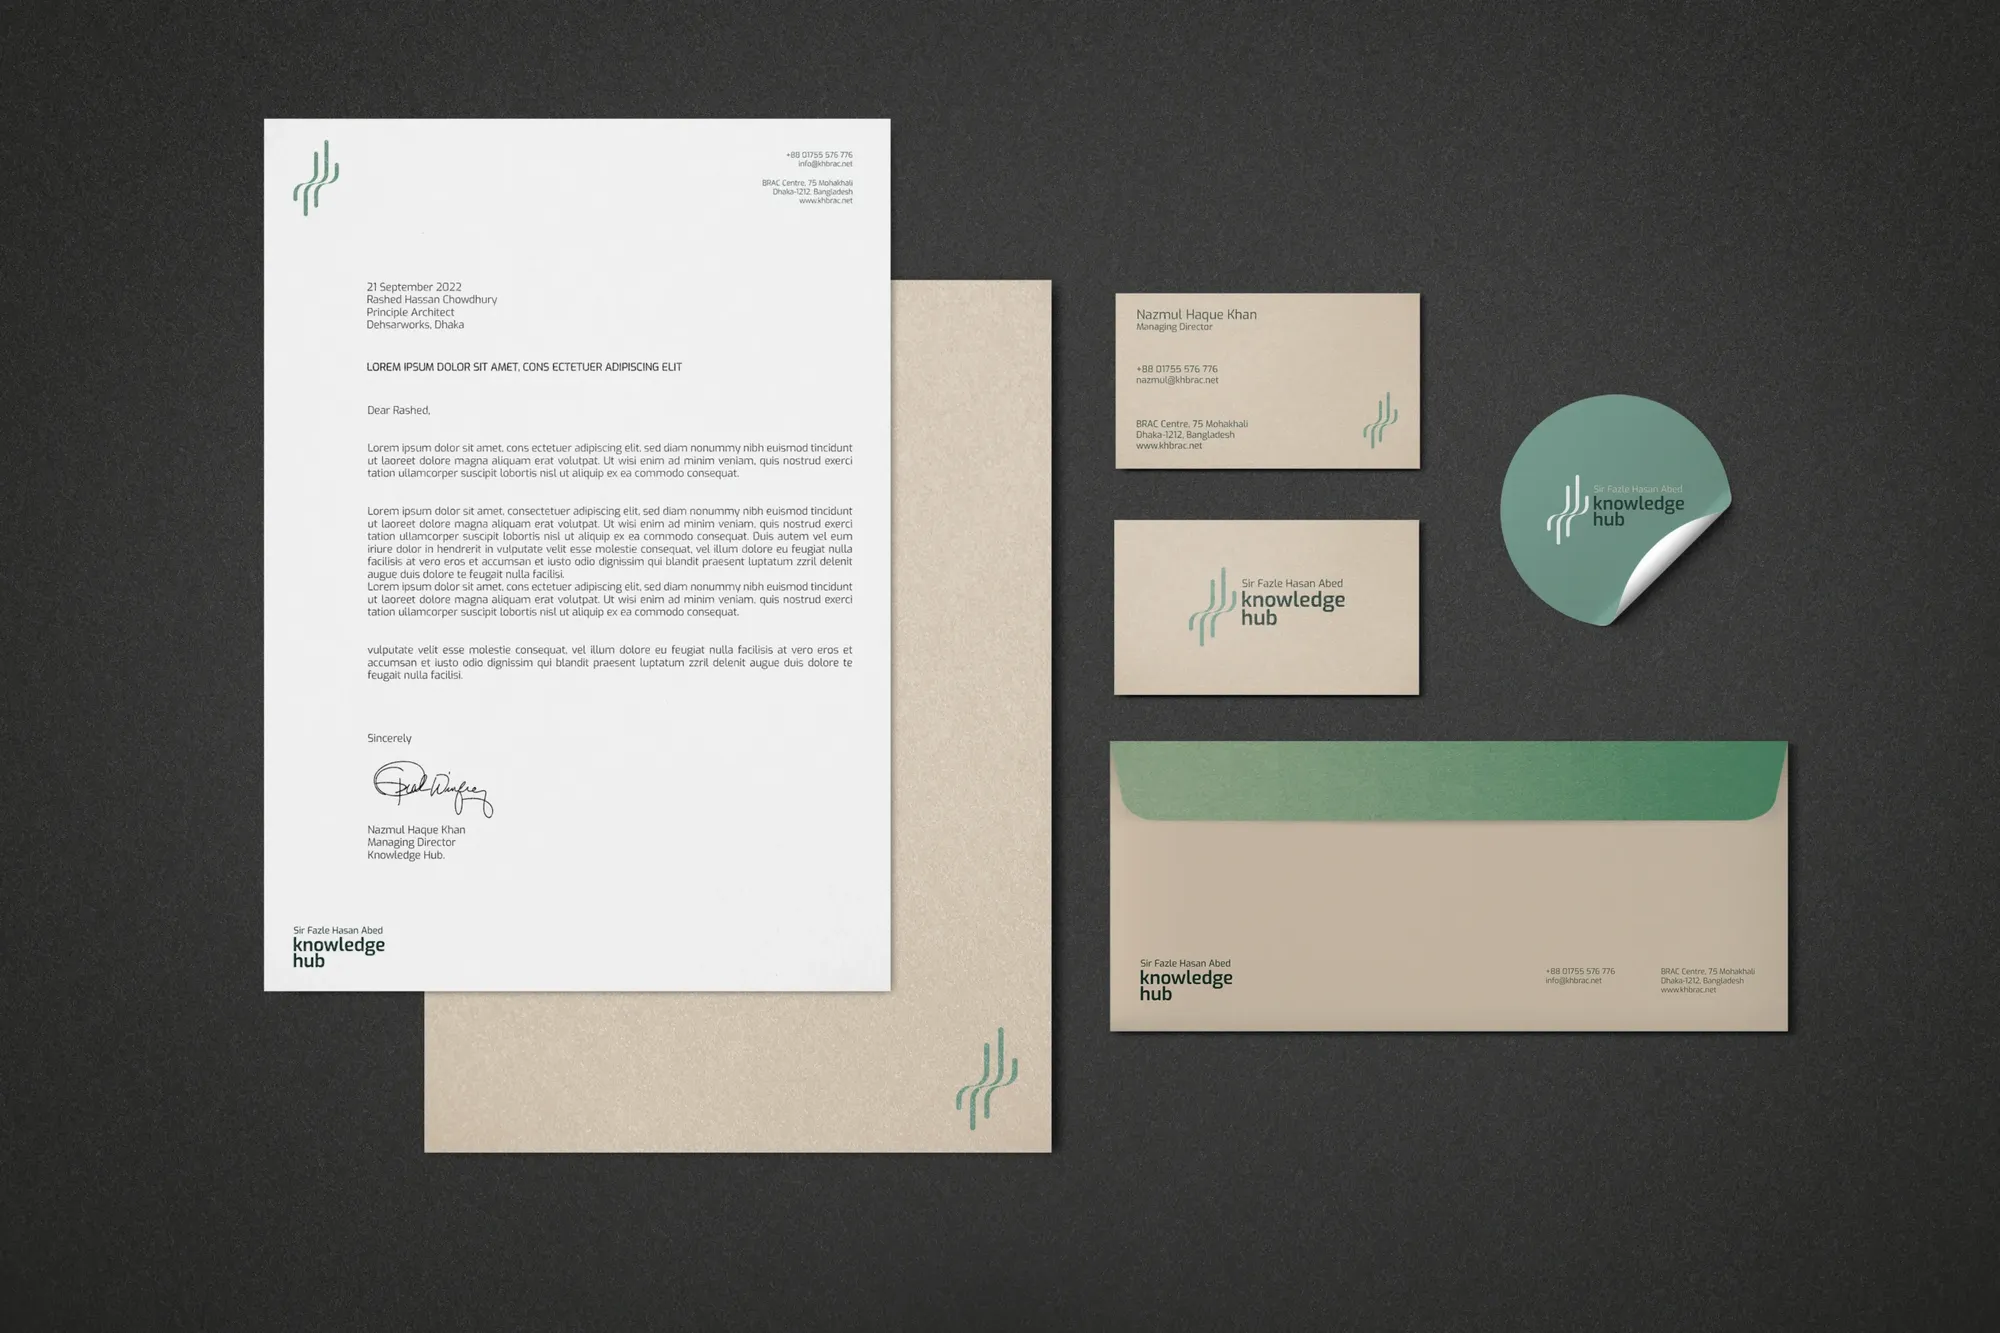 +88 01755 576 776
info@khbrac.net
BRAC Centre, 75 Mohakhali
Dhaka-1212, Bangladesh
www.khbrac.net
21 September 2022
Rashed Hassan Chowdhury
Principle Architect
Dehsarworks, Dhaka
LOREM IPSUM DOLOR SIT AMET, CONS ECTETUER ADIPISCING ELIT
Dear Rashed,
Lorem ipsum dolor sit amet, cons ectetuer adipiscing elit, sed diam nonummy nibh euismod tincidunt
ut laoreet dolore magna aliquam erat volutpat. Ut wisi enim ad minim veniam, quis nostrud exerci
tation ullamcorper suscipit lobortis nisl ut aliquip ex ea commodo consequat.
Lorem ipsum dolor sit amet, consectetuer adipiscing elit, sed diam nonummy nibh euismod tincidunt
ut laoreet dolore magna aliquam erat volutpat. Ut wisi enim ad minim veniam, quis nostrud exerci
tation ullamcorper suscipit lobortis nisl ut aliquip ex ea commodo consequat. Duis autem vel eum
iriure dolor in hendrerit in vulputate velit esse molestie consequat, vel illum dolore eu feugiat nulla
facilisis at vero eros et accumsan et iusto odio dignissim qui blandit praesent luptatum zzril delenit
augue duis dolore te feugait nulla facilisi.
Lorem ipsum dolor sit amet, cons ectetuer adipiscing elit, sed diam nonummy nibh euismod tincidunt
ut laoreet dolore magna aliquam erat volutpat. Ut wisi enim ad minim veniam, quis nostrud exerci
tation ullamcorper suscipit lobortis nisl ut aliquip ex ea commodo consequat.
vulputate velit esse molestie consequat, vel illum dolore eu feugiat nulla facilisis at vero eros et
accumsan et iusto odio dignissim qui blandit praesent luptatum zzril delenit augue duis dolore te
feugait nulla facilisi.
Sincerely
Nazmul Haque Khan
Managing Director
Knowledge Hub.
Sir Fazle Hasan Abed
knowledge
hub
Nazmul Haque Khan
Managing Director
+88 01755 576 776
nazmul@khbrac.net
BRAC Centre, 75 Mohakhali
Dhaka-1212, Bangladesh
www.khbrac.net
Sir Fazle Hasan Abed
knowledge
hub
Sir Fazle Hasan Abed
knowledge
hub
Sir Fazle Hasan Abed
knowledge
hub
+88 01755 576 776
info@khbrac.net
BRAC Centre, 75 Mohakhali
Dhaka-1212, Bangladesh
www.khbrac.net